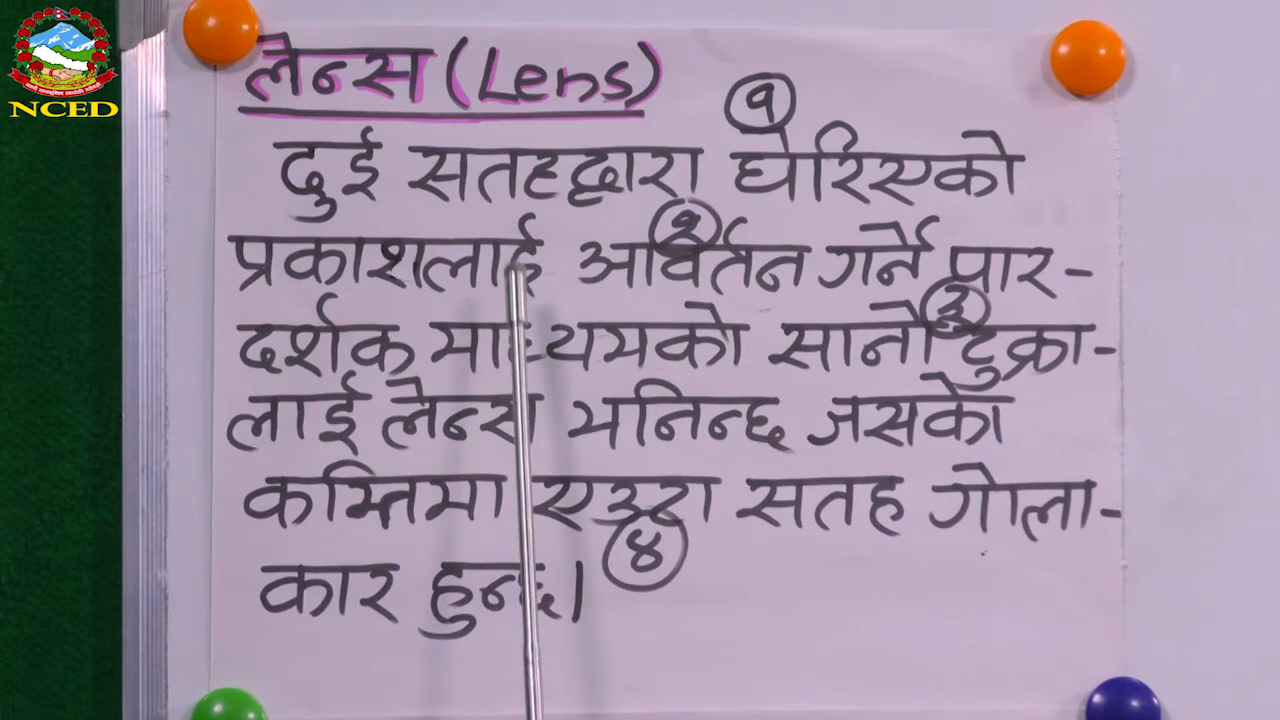 NCED
लेन्स (Lens)
१
दुई सतहद्वारा घेरिएको
२
प्रकाशलाई आवर्तन गर्ने पार-
३
दर्शक माध्यमको सानो टुक्रा-
लाई लेन्स भनिन्छ जसको
कम्तिमा एउटा सतह गोला-
४
कार हुन्छ।